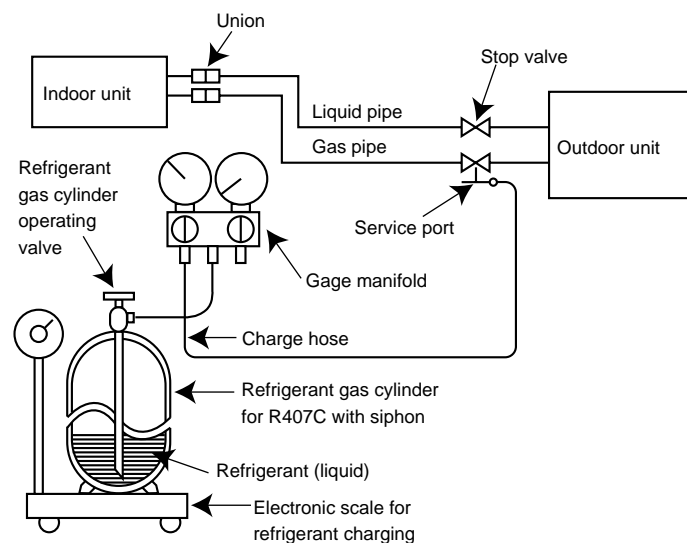 Union
Stop valve
Indoor unit
Liquid pipe
Gas pipe
Outdoor unit
Refrigerant
gas cylinder
operating
valve
Service port
Gage manifold
Charge hose
Refrigerant gas cylinder
for R407C with siphon
Refrigerant (liquid)
Electronic scale for
refrigerant charging